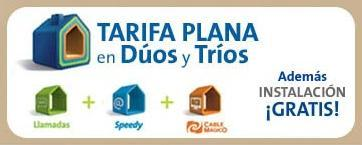 TARIFA PLANA
en Dúos y Tríos
Además
INSTALACIÓN
¡GRATIS!
@
CABLE
MÁGICO
Llamadas + Speedy +